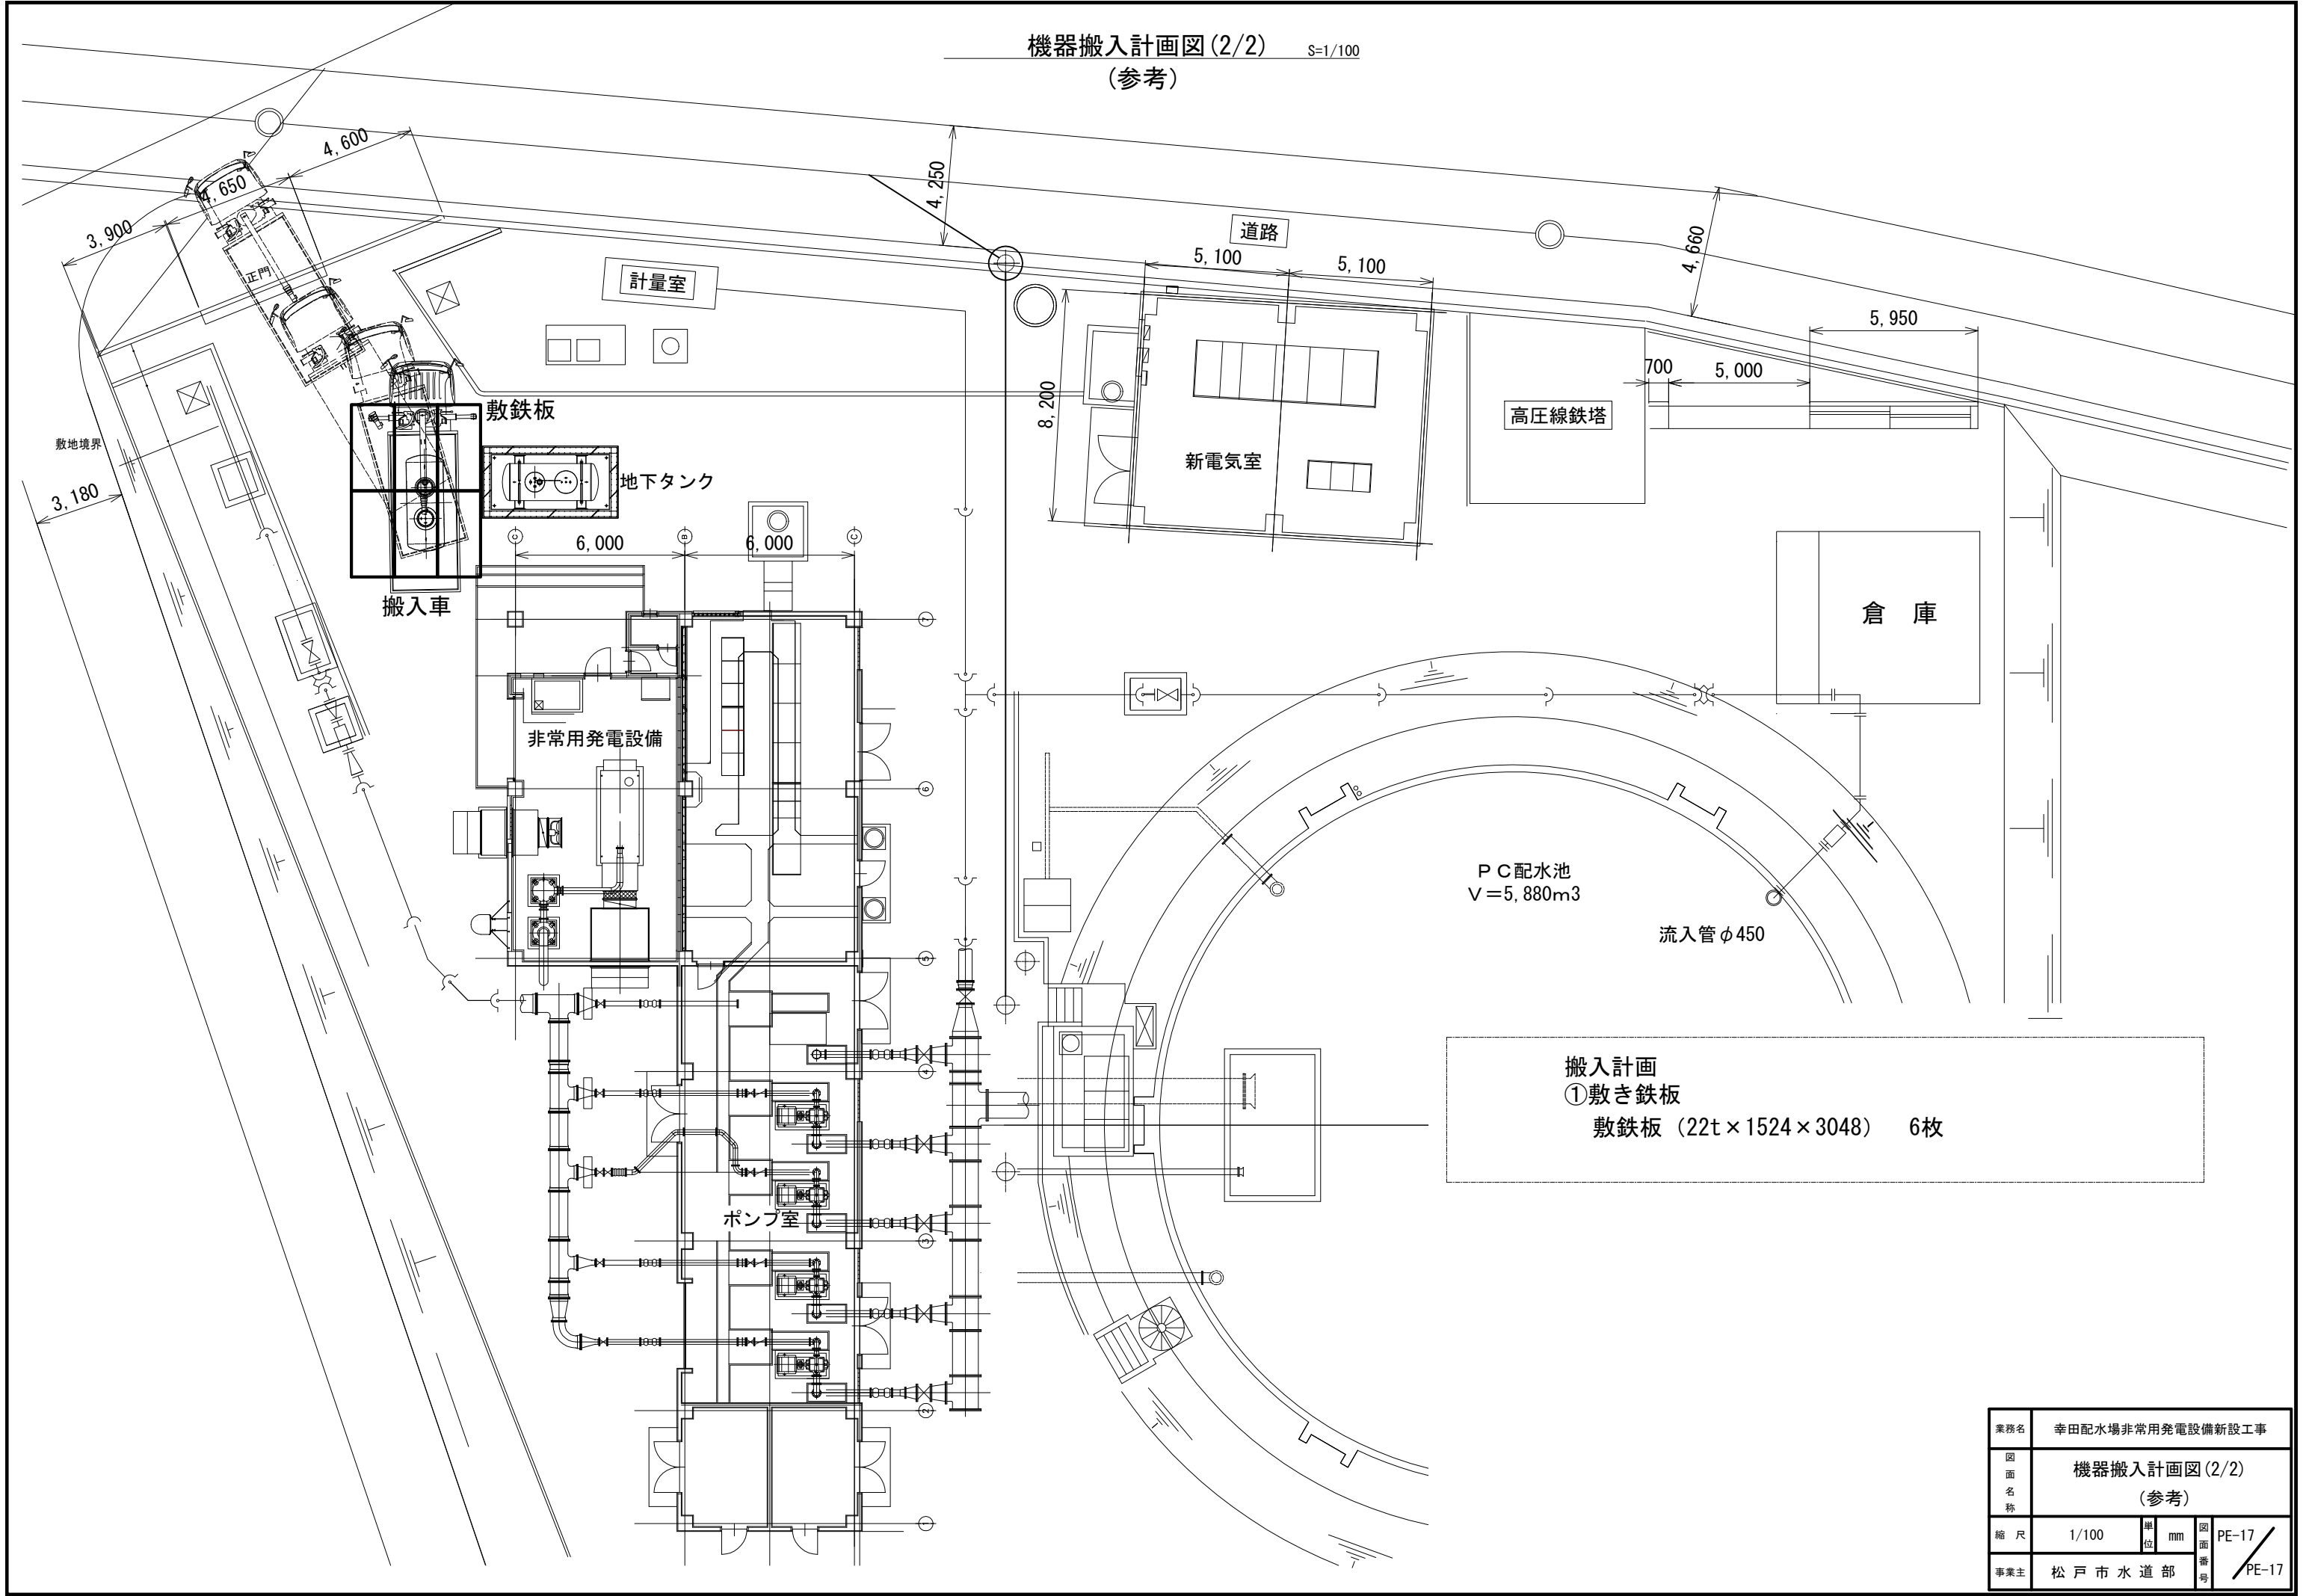 機器搬入計画図(2/2) S=1/100
(参考)
4,600
4,650
3,900
正門
4,250
道路
計量室
5,100
5,100
4,660
5,950
700
5,000
8,200
敷鉄板
高圧線鉄塔
新電気室
敷地境界
地下タンク
3,180
C
B
C
6,000
6,000
搬入車
倉 庫
7
非常用発電設備
6
PC配水池
V=5,880m3
流入管φ450
5
4
搬入計画
①敷き鉄板
敷鉄板 (22t×1524×3048) 6枚
ポンプ室
3
2
1
業務名 幸田配水場非常用発電設備新設工事
図面名称 機器搬入計画図(2/2)
(参考)
縮 尺 1/100 単位 mm 図面番号 PE-17/PE-17
事業主 松戸市水道部